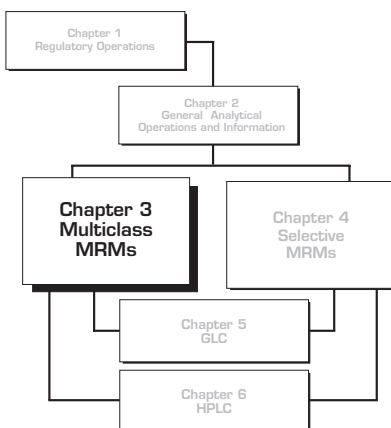 Chapter 1
Regulatory Operations
Chapter 2
General Analytical
Operations and Information
Chapter 3
Multiclass
MRMs
Chapter 4
Selective
MRMs
Chapter 5
GLC
Chapter 6
HPLC